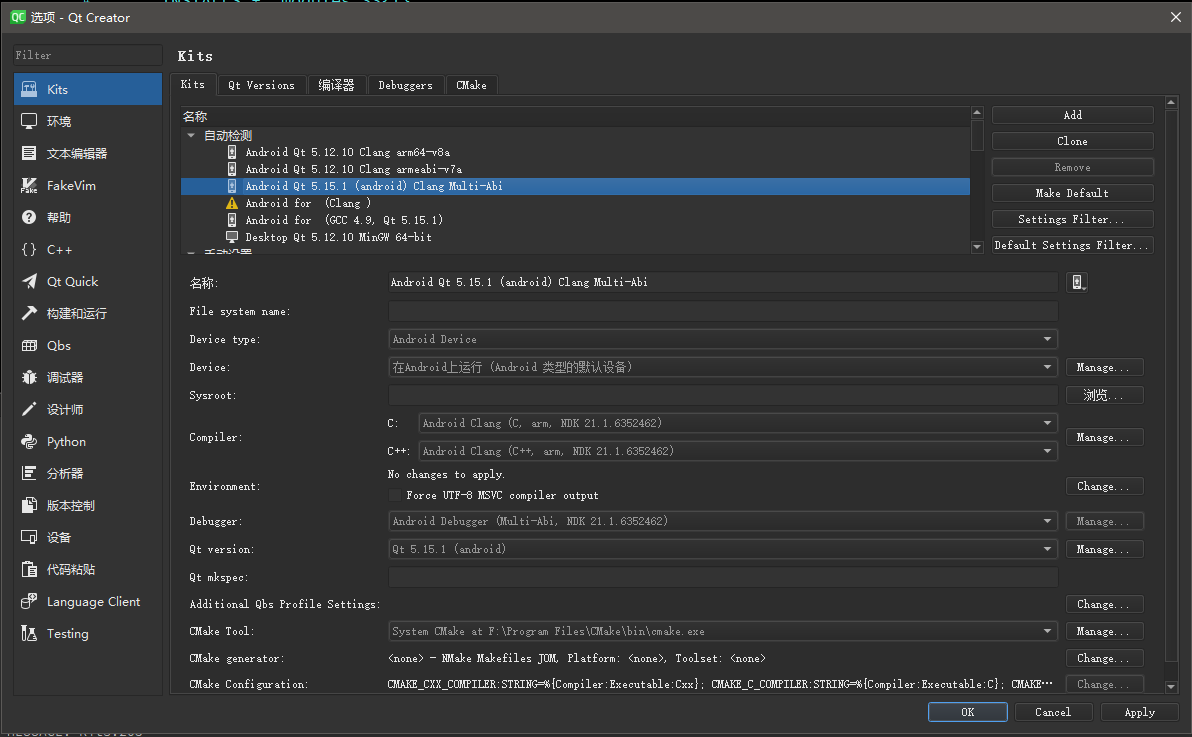 选项 - Qt Creator
Filter
Kits
环境
文本编辑器
FakeVim
帮助
C++
Qt Quick
构建和运行
Qbs
调试器
设计师
Python
分析器
版本控制
设备
代码粘贴
Language Client
Testing
Kits
Kits Qt Versions 编译器 Debuggers CMake
名称
自动检测
Android Qt 5.12.10 Clang arm64-v8a
Android Qt 5.12.10 Clang armeabi-v7a
Android Qt 5.15.1 (android) Clang Multi-Abi
Android for (Clang )
Android for (GCC 4.9, Qt 5.15.1)
Desktop Qt 5.12.10 MinGW 64-bit
Add
Clone
Remove
Make Default
Settings Filter...
Default Settings Filter...
名称: Android Qt 5.15.1 (android) Clang Multi-Abi
File system name:
Device type: Android Device
Device: 在Android上运行 (Android 类型的默认设备) Manage...
Sysroot: 浏览...
Compiler: C: Android Clang (C, arm, NDK 21.1.6352462) Manage...
C++: Android Clang (C++, arm, NDK 21.1.6352462)
Environment: No changes to apply. Change...
Force UTF-8 MSVC compiler output
Debugger: Android Debugger (Multi-Abi, NDK 21.1.6352462) Manage...
Qt version: Qt 5.15.1 (android) Manage...
Qt mkspec:
Additional Qbs Profile Settings: Change...
CMake Tool: System CMake at F:\Program Files\CMake\bin\cmake.exe Manage...
CMake generator: <none> - NMake Makefiles JOM, Platform: <none>, Toolset: <none> Change...
CMake Configuration: CMAKE_CXX_COMPILER:STRING=%{Compiler:Executable:Cxx}; CMAKE_C_COMPILER:STRING=%{Compiler:Executable:C}; CMAKE... Change...
OK Cancel Apply